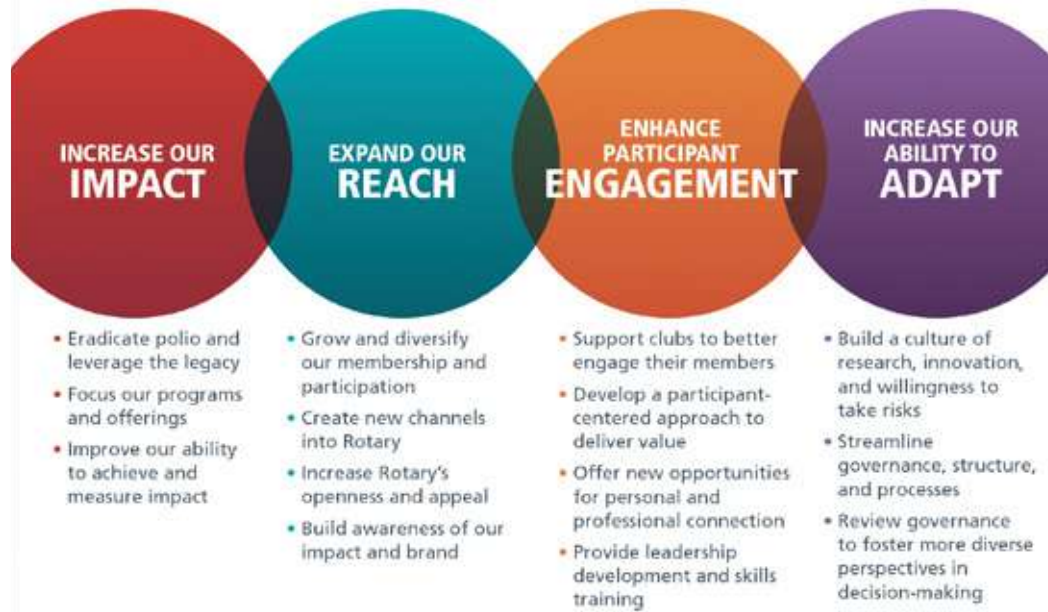 INCREASE OUR
IMPACT
EXPAND OUR
REACH
ENHANCE
PARTICIPANT
ENGAGEMENT
INCREASE OUR
ABILITY TO
ADAPT
• Eradicate polio and
leverage the legacy
• Focus our programs
and offerings
• Improve our ability
to achieve and
measure impact
• Grow and diversify
our membership and
participation
• Create new channels
into Rotary
• Increase Rotary's
openness and appeal
• Build awareness of our
impact and brand
• Support clubs to better
engage their members
• Develop a participant-
centered approach to
deliver value
• Offer new opportunities
for personal and
professional connection
• Provide leadership
development and skills
training
• Build a culture of
research, innovation,
and willingness to
take risks
• Streamline
governance, structure,
and processes
• Review governance
to foster more diverse
perspectives in
decision-making